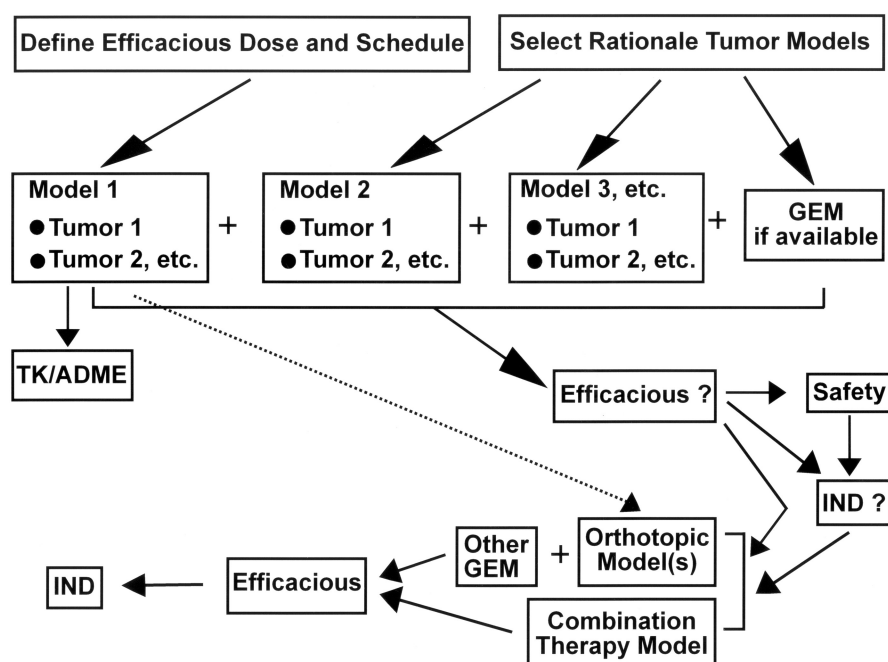 Define Efficacious Dose and Schedule
Select Rationale Tumor Models
Model 1
● Tumor 1
● Tumor 2, etc.
+
Model 2
● Tumor 1
● Tumor 2, etc.
+
Model 3, etc.
● Tumor 1
● Tumor 2, etc.
+
GEM
if available
TK/ADME
Efficacious ?
Safety
IND ?
Other
GEM
+
Orthotopic
Model(s)
Efficacious
IND
Combination
Therapy Model